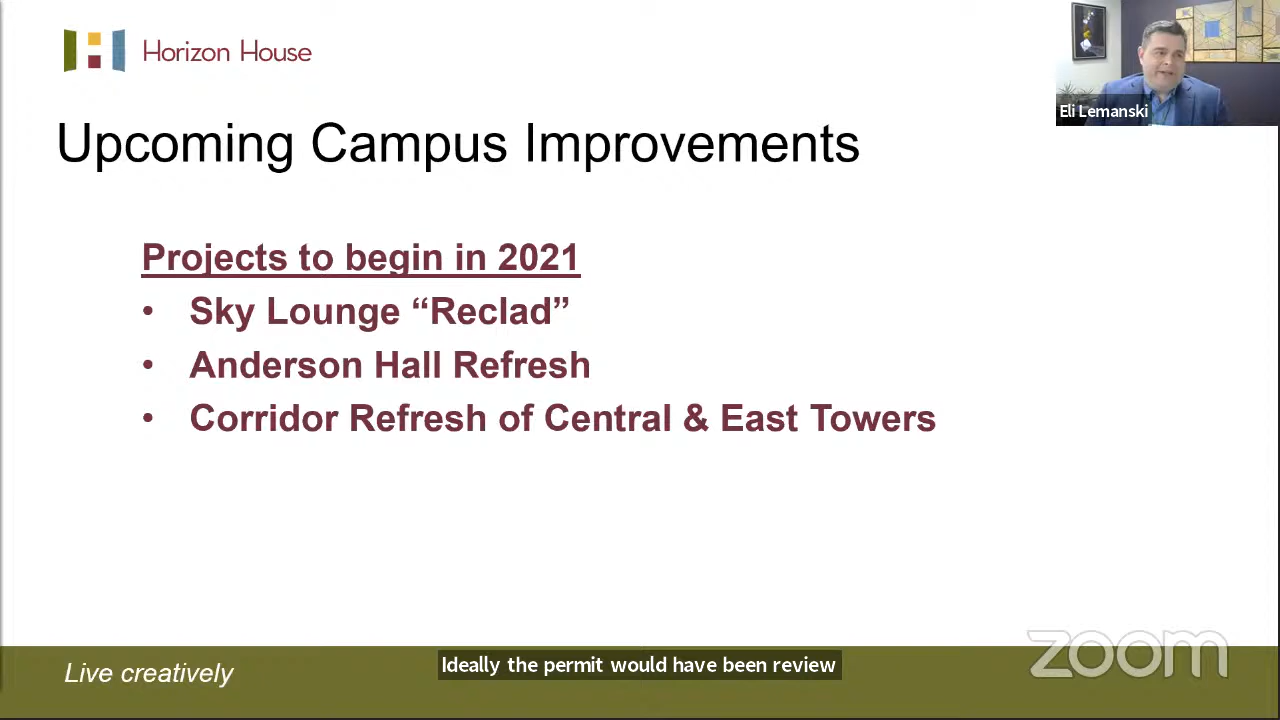 Horizon House
Eli Lemanski
Upcoming Campus Improvements
Projects to begin in 2021
• Sky Lounge “Reclad”
• Anderson Hall Refresh
• Corridor Refresh of Central & East Towers
Live creatively
Ideally the permit would have been review
zoom